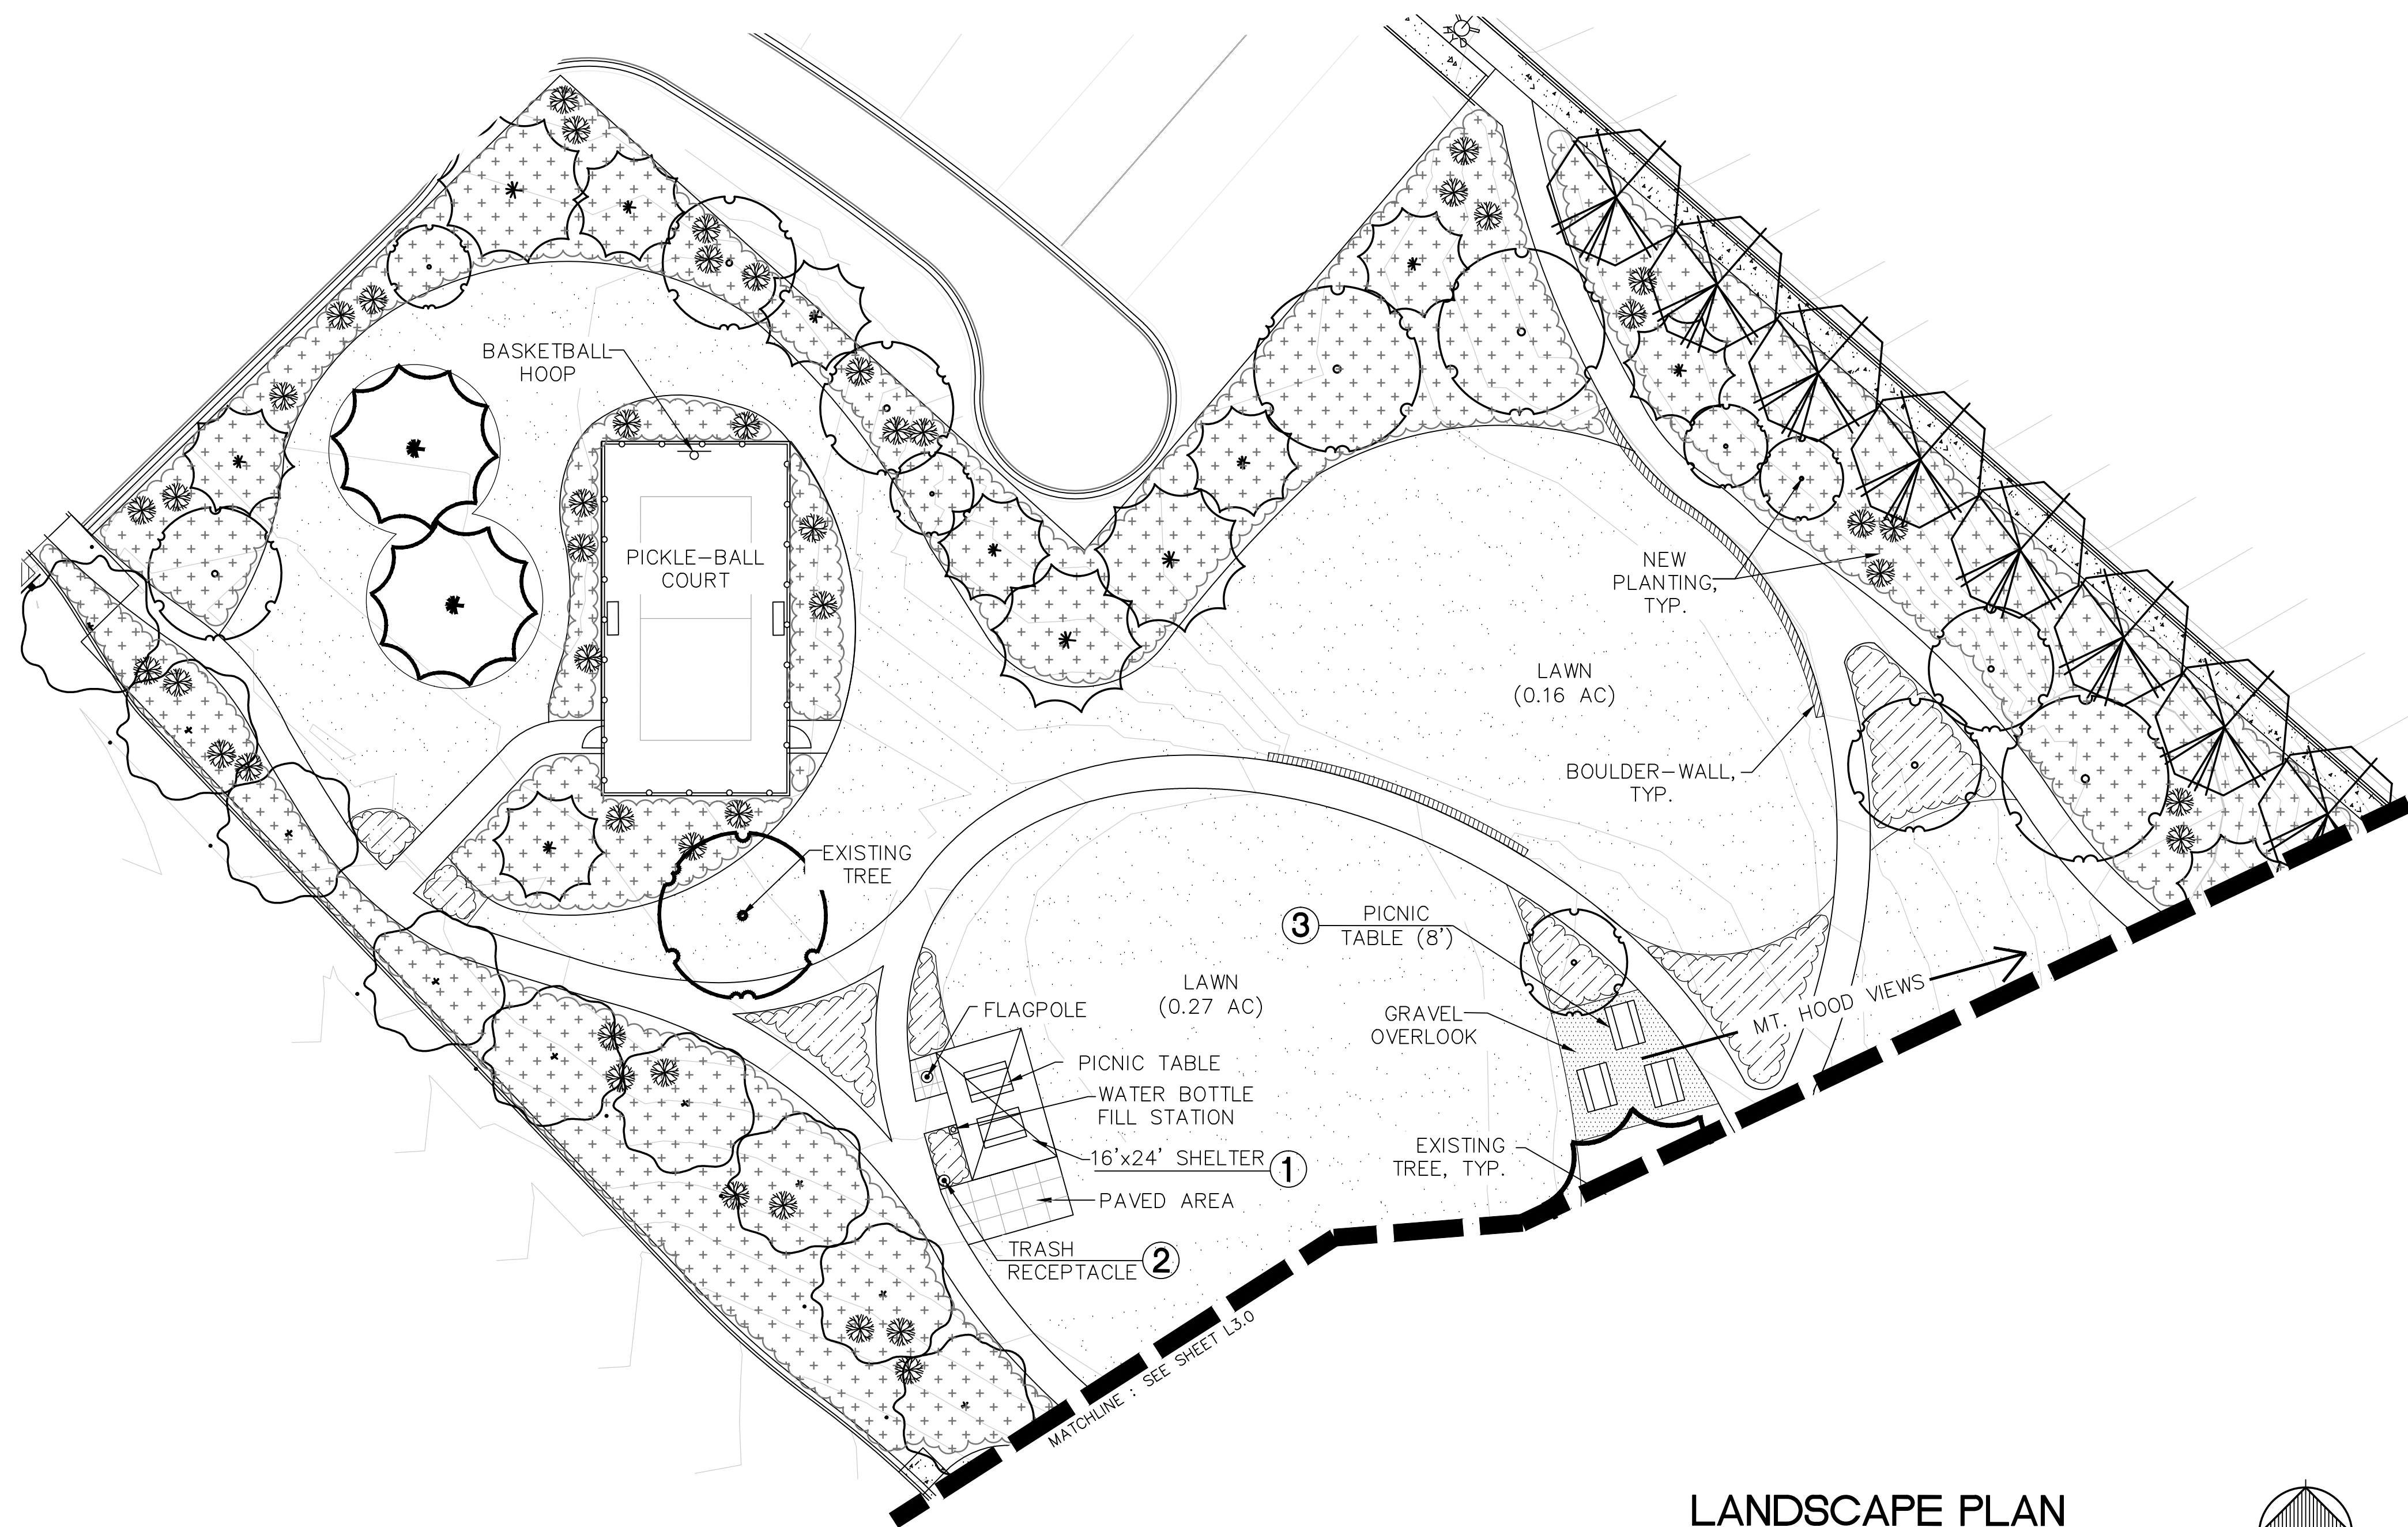 HYD
BASKETBALL
HOOP
PICKLE-BALL
COURT
NEW
PLANTING,
TYP.
LAWN
(0.16 AC)
BOULDER-WALL,
TYP.
EXISTING
TREE
3
PICNIC
TABLE (8')
LAWN
(0.27 AC)
MT. HOOD VIEWS
FLAGPOLE
GRAVEL
OVERLOOK
PICNIC TABLE
WATER BOTTLE
FILL STATION
EXISTING
TREE, TYP.
16'x24' SHELTER 1
PAVED AREA
TRASH
RECEPTACLE 2
MATCHLINE : SEE SHEET L3.0
LANDSCAPE PLAN